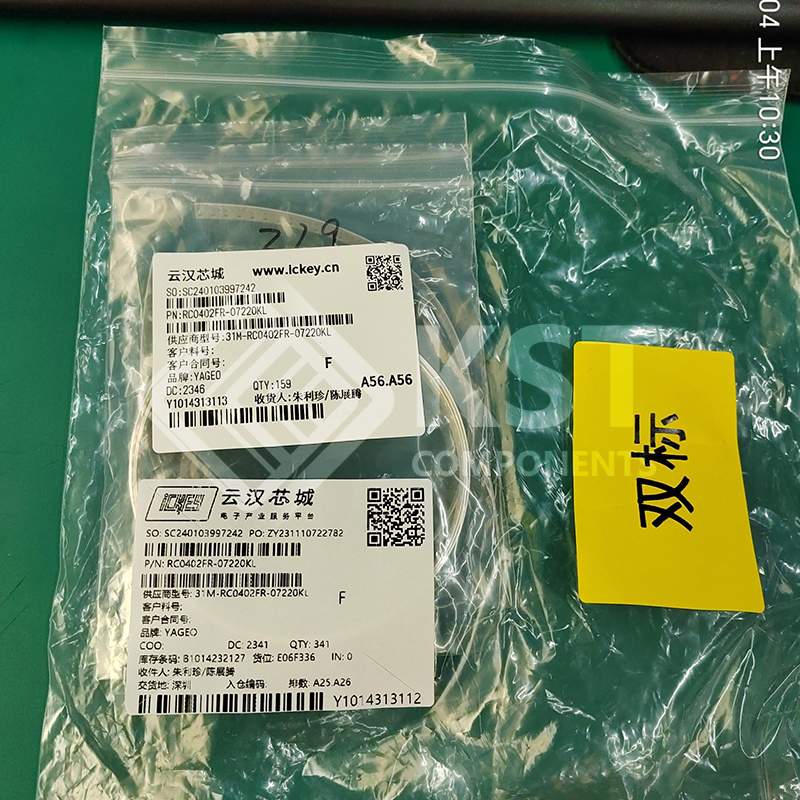 04 上午10:30
云汉芯城 www.ickey.cn
SO:SC240103997242
PN:RC0402FR-07220KL
供应商型号:31M-RC0402FR-07220KL
客户料号:
客户合同号: F
品牌:YAGEO
DC:2346 QTY:159 A56.A56
Y1014313113 收货人:朱利珍/陈展腾
ICKEY 云汉芯城
电子产业服务平台
SO: SC240103997242 PO: ZY231110722782
P/N: RC0402FR-07220KL
供应商型号: 31M-RC0402FR-07220KL
客户料号: F
客户合同号:
品牌: YAGEO
COO: DC: 2341 QTY: 341
库存条码: B1014232127 货位: E06F336 IN: 0
收件人: 朱利珍/陈展腾
交货地: 深圳 入仓编码: 排数: A25.A26
Y1014313112
双标
XST
COMPONENTS